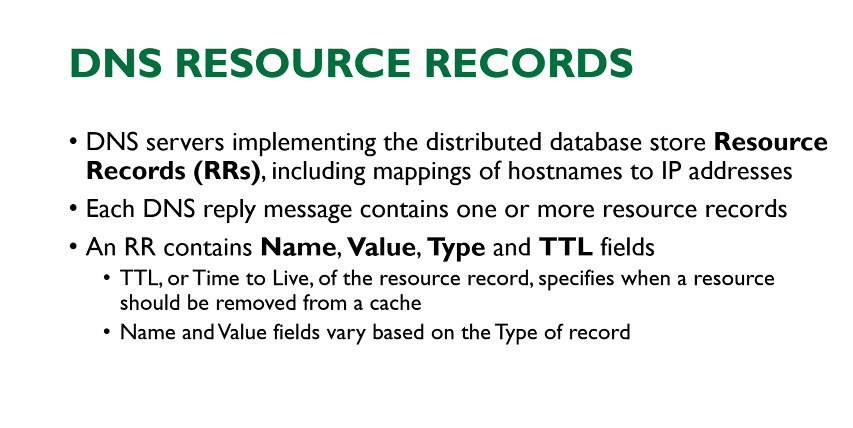 DNS RESOURCE RECORDS
• DNS servers implementing the distributed database store Resource
Records (RRs), including mappings of hostnames to IP addresses
• Each DNS reply message contains one or more resource records
• An RR contains Name, Value, Type and TTL fields
• TTL, or Time to Live, of the resource record, specifies when a resource
should be removed from a cache
• Name and Value fields vary based on the Type of record